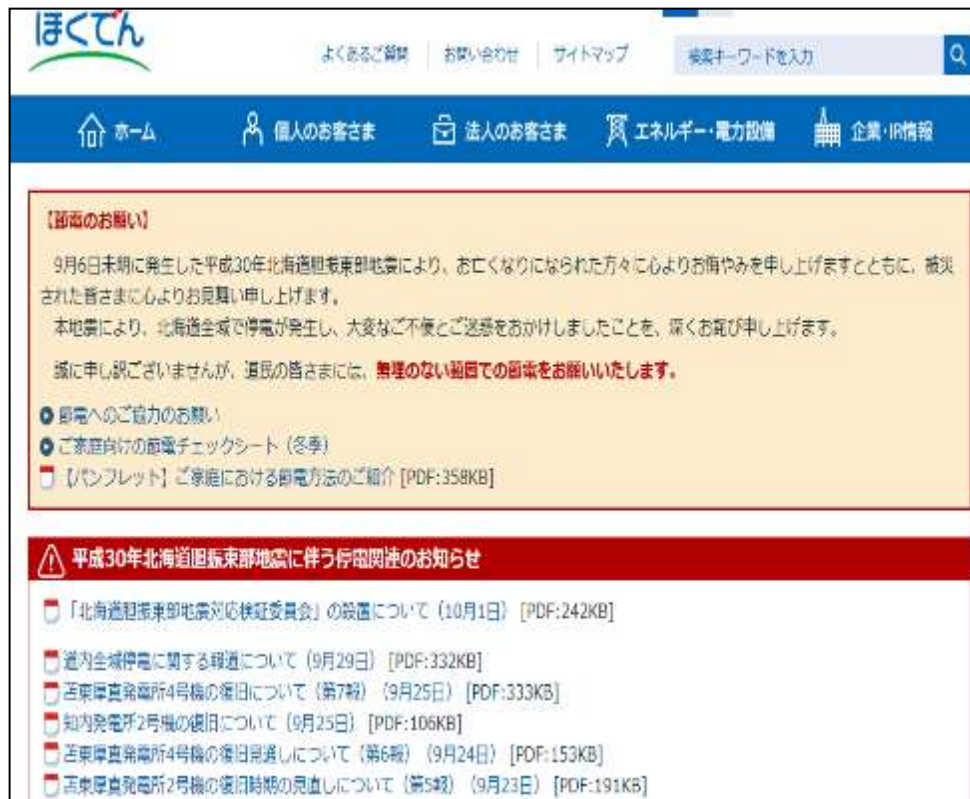 ほくでん
よくあるご質問 お問い合わせ サイトマップ 検索キーワードを入力
ホーム 個人のお客さま 法人のお客さま エネルギー・電力設備 企業・IR情報
【節電のお願い】
9月6日未明に発生した平成30年北海道胆振東部地震により、お亡くなりになられた方々に心よりお悔やみを申し上げますとともに、被災
された皆さまに心よりお見舞い申し上げます。
本地震により、北海道全域で停電が発生し、大変なご不便とご迷惑をおかけしましたことを、深くお詫び申し上げます。
誠に申し訳ございませんが、道民の皆さまには、無理のない範囲での節電をお願いいたします。
節電へのご協力のお願い
ご家庭向けの節電チェックシート（冬季）
【パンフレット】ご家庭における節電方法のご紹介 [PDF:358KB]
平成30年北海道胆振東部地震に伴う停電関連のお知らせ
「北海道胆振東部地震対応検証委員会」の設置について（10月1日） [PDF:242KB]
道内全域停電に関する報道について（9月29日） [PDF:332KB]
苫東厚真発電所4号機の復旧について（第7報）（9月25日） [PDF:333KB]
知内発電所2号機の復旧について（9月25日） [PDF:106KB]
苫東厚真発電所4号機の復旧見通しについて（第6報）（9月24日） [PDF:153KB]
苫東厚真発電所2号機の復旧時期の見直しについて（第5報）（9月23日） [PDF:191KB]